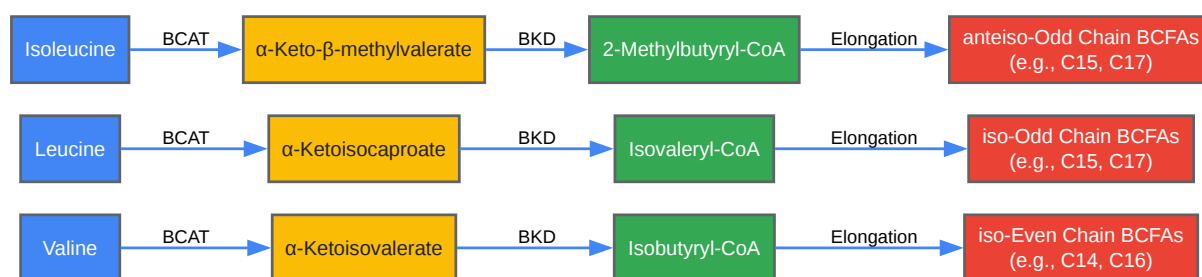 Isoleucine
BCAT
α-Keto-β-methylvalerate
BKD
2-Methylbutyryl-CoA
Elongation
anteiso-Odd Chain BCFAs
(e.g., C15, C17)
Leucine
BCAT
α-Ketoisocaproate
BKD
Isovaleryl-CoA
Elongation
iso-Odd Chain BCFAs
(e.g., C15, C17)
Valine
BCAT
α-Ketoisovalerate
BKD
Isobutyryl-CoA
Elongation
iso-Even Chain BCFAs
(e.g., C14, C16)